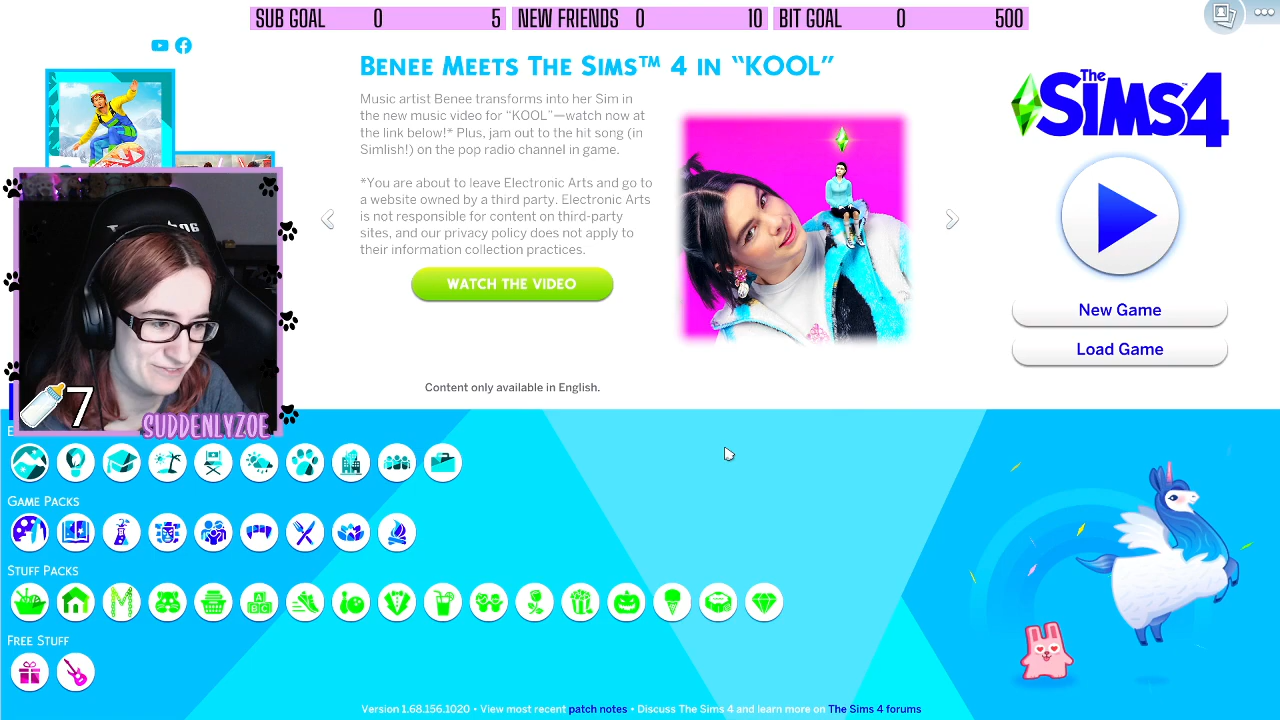 SUB GOAL 0 5
NEW FRIENDS 0 10
BIT GOAL 0 500
BENEE MEETS THE SIMS™ 4 IN “KOOL”
Music artist Benee transforms into her Sim in
the new music video for “KOOL”—watch now at
the link below!* Plus, jam out to the hit song (in
Simlish!) on the pop radio channel in game.
*You are about to leave Electronic Arts and go to
a website owned by a third party. Electronic Arts
is not responsible for content on third-party
sites, and our privacy policy does not apply to
their information collection practices.
WATCH THE VIDEO
Content only available in English.
The SIMS 4
New Game
Load Game
7
SUDDENLYZOE
GAME PACKS
STUFF PACKS
ABC
FREE STUFF
Version 1.68.156.1020 • View most recent patch notes • Discuss The Sims 4 and learn more on The Sims 4 forums